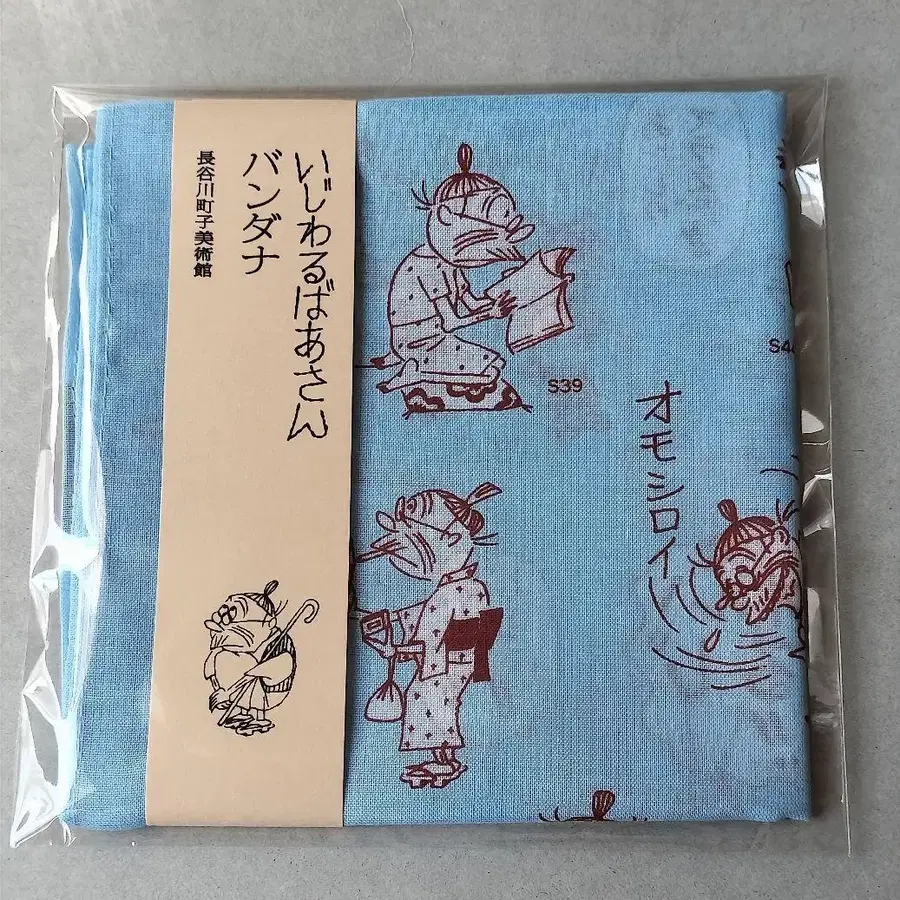 いじわるばあさん
バンダナ
長谷川町子美術館
S39
オモシロイ